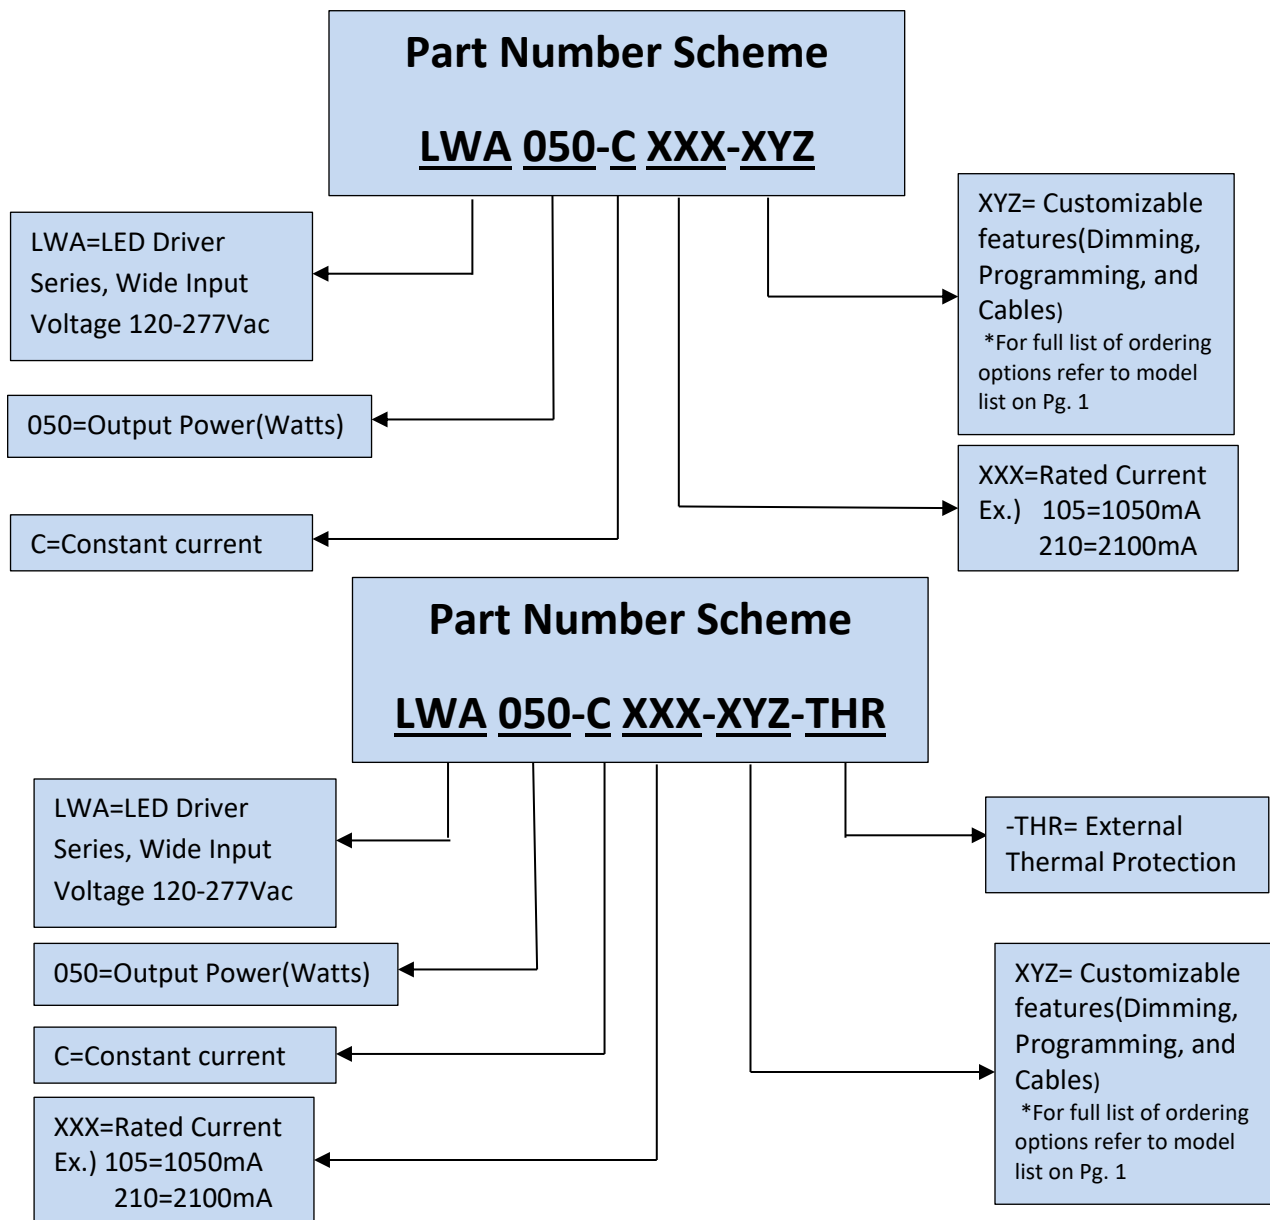 Part Number Scheme
LWA 050-C XXX-XYZ
LWA=LED Driver
Series, Wide Input
Voltage 120-277Vac
050=Output Power(Watts)
C=Constant current
XYZ= Customizable
features(Dimming,
Programming, and
Cables)
*For full list of ordering
options refer to model
list on Pg. 1
XXX=Rated Current
Ex.) 105=1050mA
210=2100mA
Part Number Scheme
LWA 050-C XXX-XYZ-THR
LWA=LED Driver
Series, Wide Input
Voltage 120-277Vac
050=Output Power(Watts)
C=Constant current
XXX=Rated Current
Ex.) 105=1050mA
210=2100mA
-THR= External
Thermal Protection
XYZ= Customizable
features(Dimming,
Programming, and
Cables)
*For full list of ordering
options refer to model
list on Pg. 1